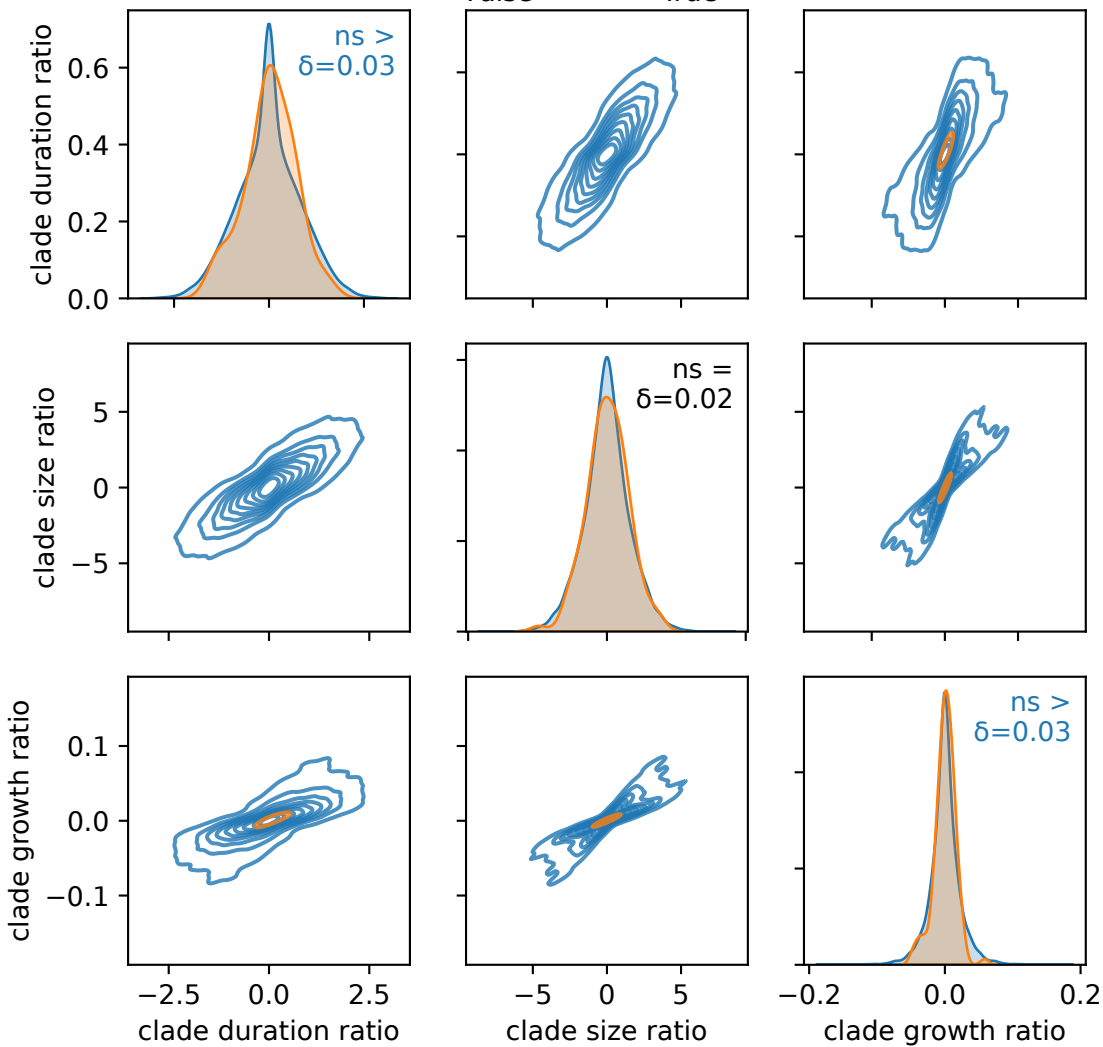 True
clade duration ratio
0.6
0.4
0.2
0.0
ns >
δ=0.03
clade size ratio
5
0
−5
ns =
δ=0.02
clade growth ratio
0.1
0.0
−0.1
ns >
δ=0.03
−2.5 0.0 2.5
−5 0 5
−0.2 0.0 0.2
clade duration ratio
clade size ratio
clade growth ratio